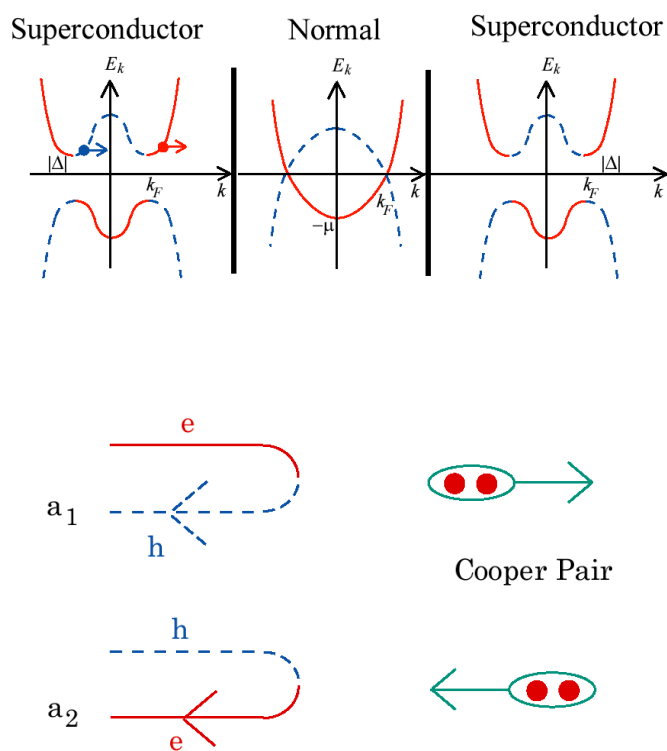 Superconductor Normal Superconductor
E_k E_k E_k
|Δ| |Δ|
k_F k k_F k k_F k
−μ
e
a_1
h
Cooper Pair
h
a_2
e